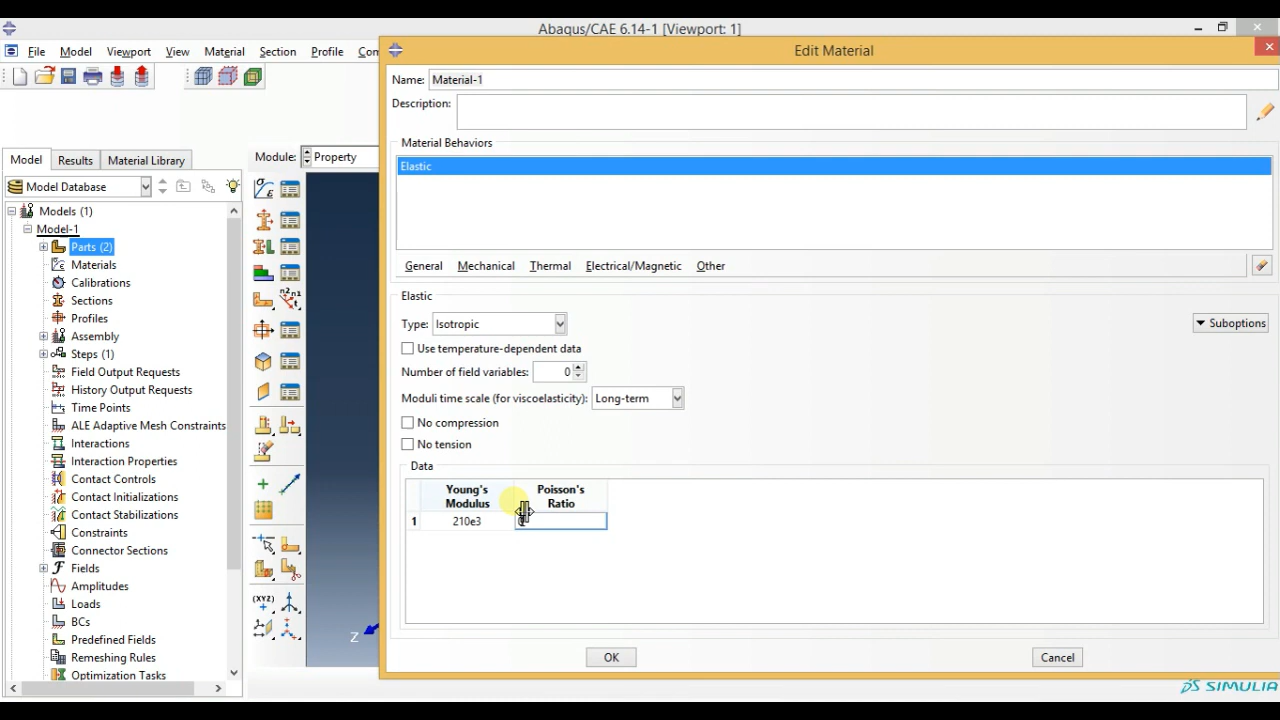 Abaqus/CAE 6.14-1 [Viewport: 1]
File Model Viewport View Material Section Profile Com
Edit Material
Name: Material-1
Description:
Material Behaviors
Elastic
General Mechanical Thermal Electrical/Magnetic Other
Elastic
Type: Isotropic
Suboptions
Use temperature-dependent data
Number of field variables: 0
Moduli time scale (for viscoelasticity): Long-term
No compression
No tension
Data
Young's Modulus
Poisson's Ratio
1 210e3
OK Cancel
Model Results Material Library
Module: Property
Model Database
Models (1)
Model-1
Parts (2)
Materials
Calibrations
Sections
Profiles
Assembly
Steps (1)
Field Output Requests
History Output Requests
Time Points
ALE Adaptive Mesh Constraints
Interactions
Interaction Properties
Contact Controls
Contact Initializations
Contact Stabilizations
Constraints
Connector Sections
Fields
Amplitudes
Loads
BCs
Predefined Fields
Remeshing Rules
Optimization Tasks
n2 n1
t
(XYZ)
Z
SIMULIA